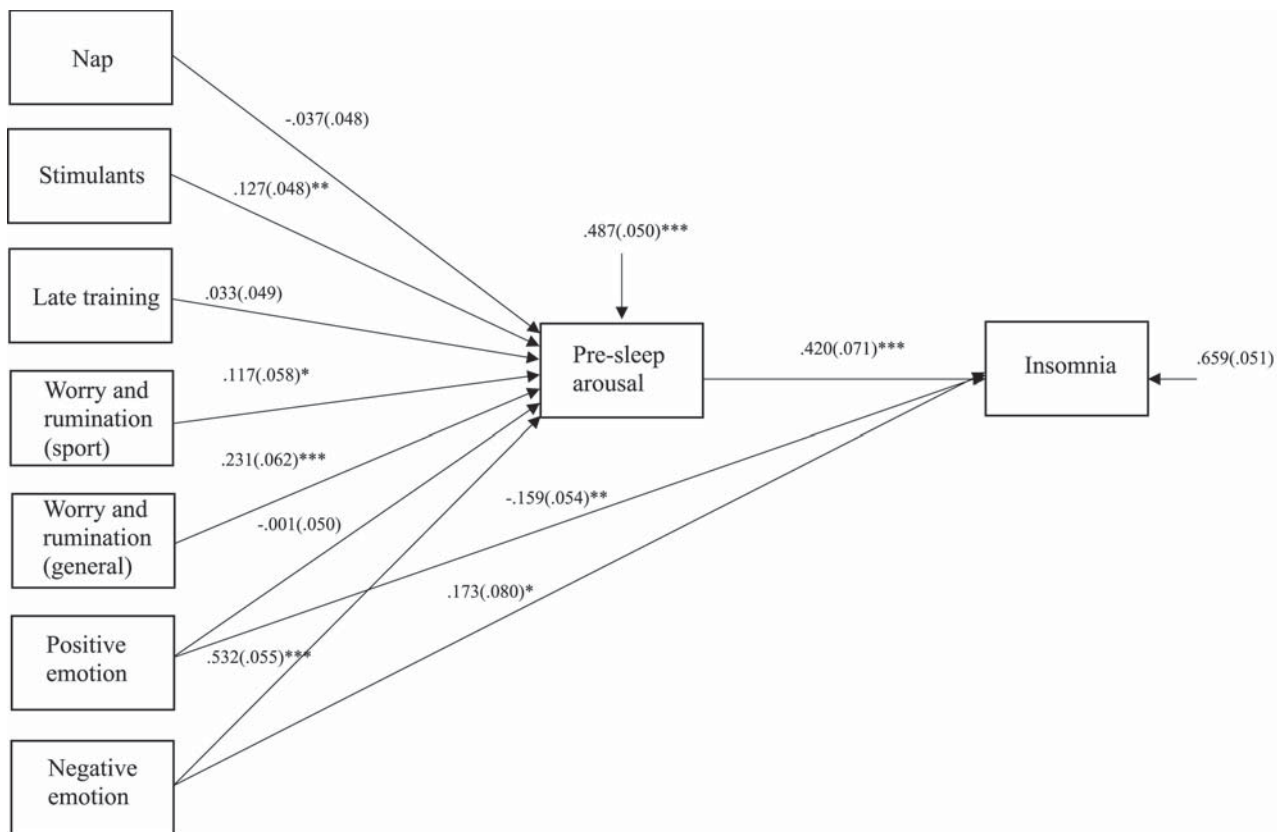 Nap
-.037(.048)
Stimulants
.127(.048)**
.487(.050)***
Late training
.033(.049)
Pre-sleep
arousal
.420(.071)***
Insomnia
.659(.051)
Worry and
rumination
(sport)
.117(.058)*
.231(.062)***
Worry and
rumination
(general)
-.001(.050)
-.159(.054)**
.173(.080)*
Positive
emotion
.532(.055)***
Negative
emotion